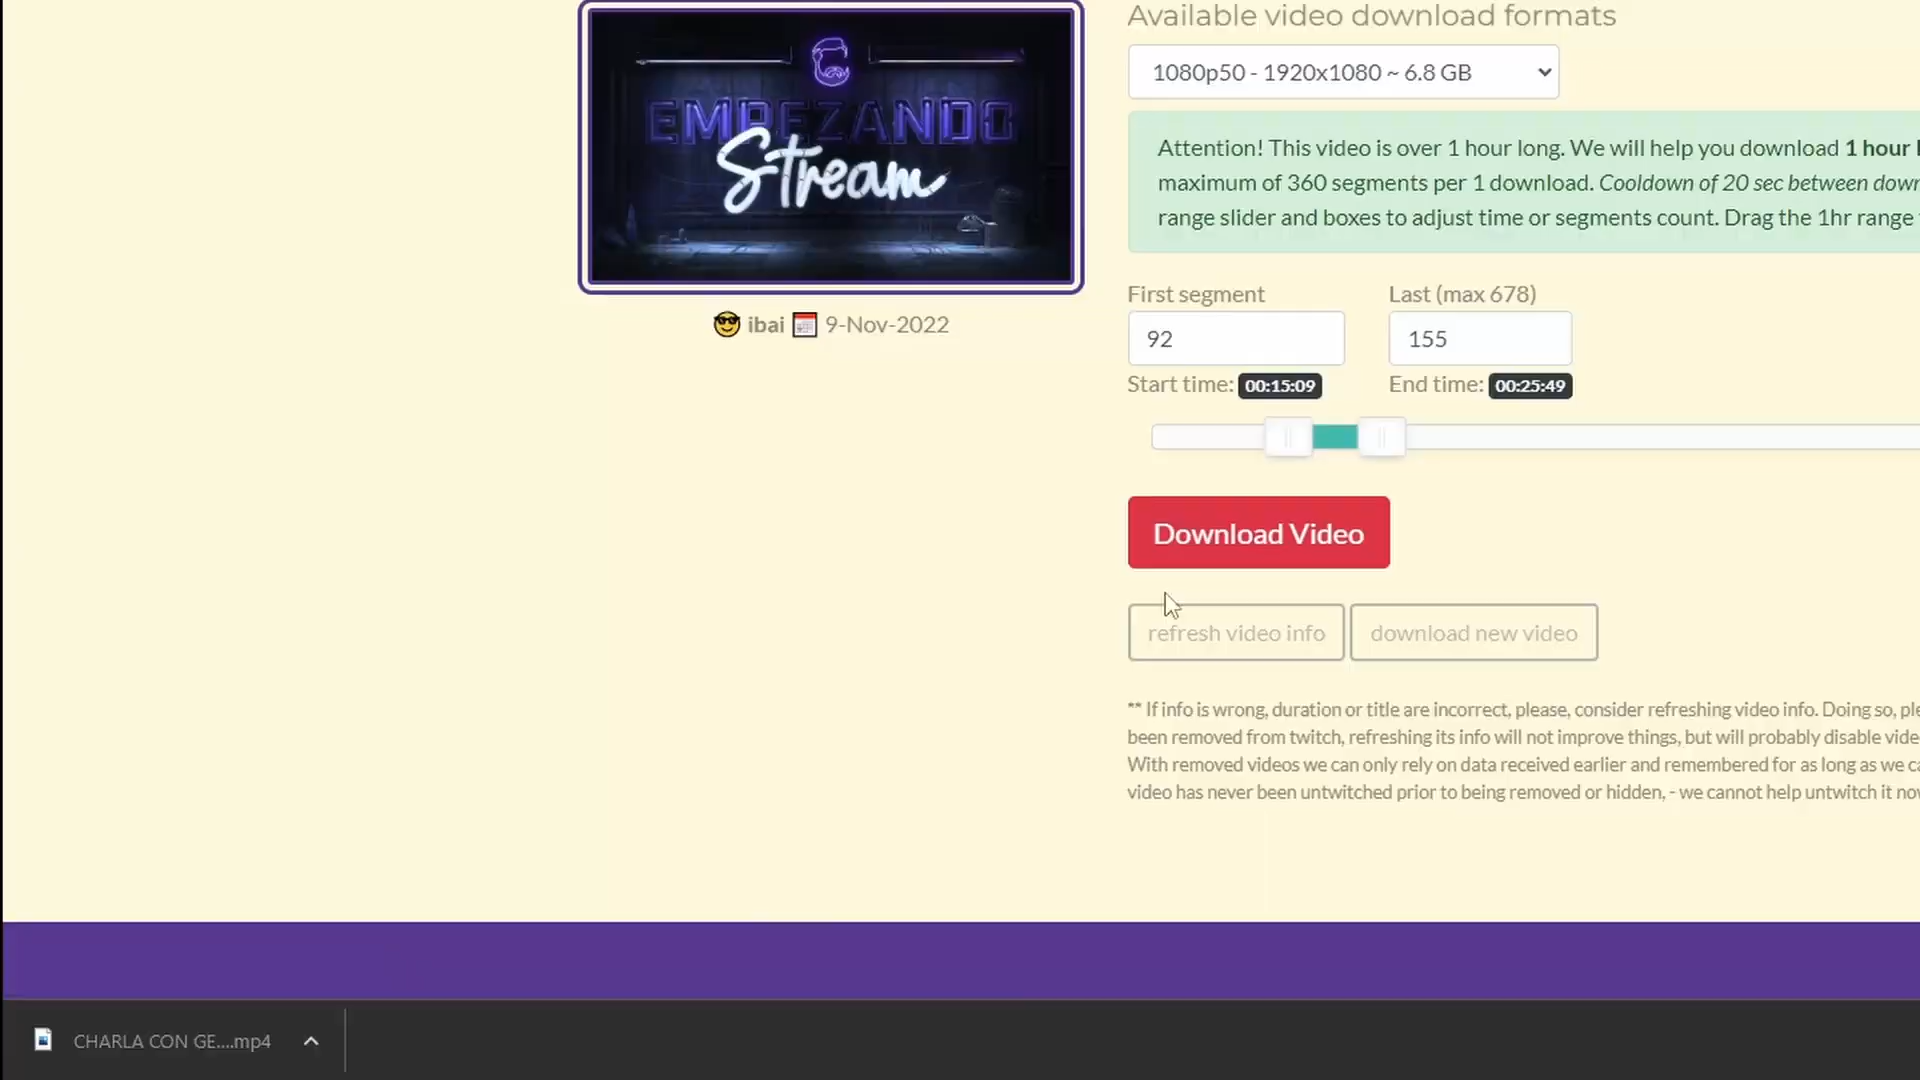 EMPEZANDO
Stream
ibai 9-Nov-2022
Available video download formats
1080p50 - 1920x1080 ~ 6.8 GB
Attention! This video is over 1 hour long. We will help you download 1 hour
maximum of 360 segments per 1 download. Cooldown of 20 sec between
range slider and boxes to adjust time or segments count. Drag the 1hr range
First segment
Last (max 678)
92
155
Start time: 00:15:09
End time: 00:25:49
Download Video
refresh video info
download new video
** If info is wrong, duration or title are incorrect, please, consider refreshing video info. Doing so,
been removed from twitch, refreshing its info will not improve things, but will probably disable
With removed videos we can only rely on data received earlier and remembered for as long as we
video has never been untwitched prior to being removed or hidden, - we cannot help untwitch it
CHARLA CON GE....mp4